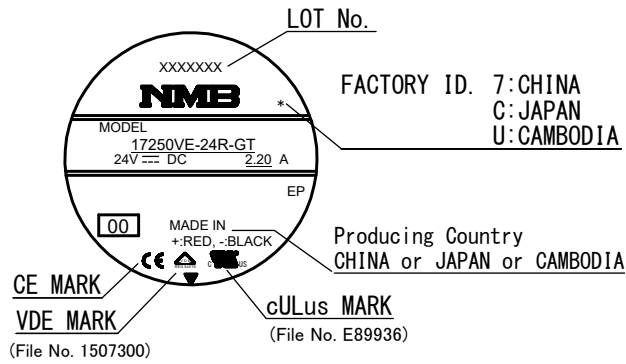 LOT No.
XXXXXXX
NMB
*
FACTORY ID. 7:CHINA
C:JAPAN
U:CAMBODIA
MODEL
17250VE-24R-GT
24V DC 2.20 A
EP
00
MADE IN
+:RED, -:BLACK
C US
Producing Country
CHINA or JAPAN or CAMBODIA
CE
CE MARK
VDE MARK
(File No. 1507300)
cULus MARK
(File No. E89936)